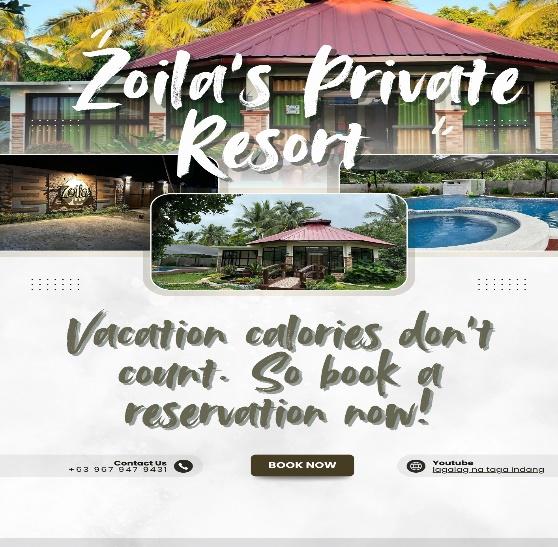 Zoila's Private
Resort
Zoilas
Vacation calories don't
count. So book a
reservation now!
Contact Us
+63 967 947 9431
BOOK NOW
Youtube
lagalag na taga indang